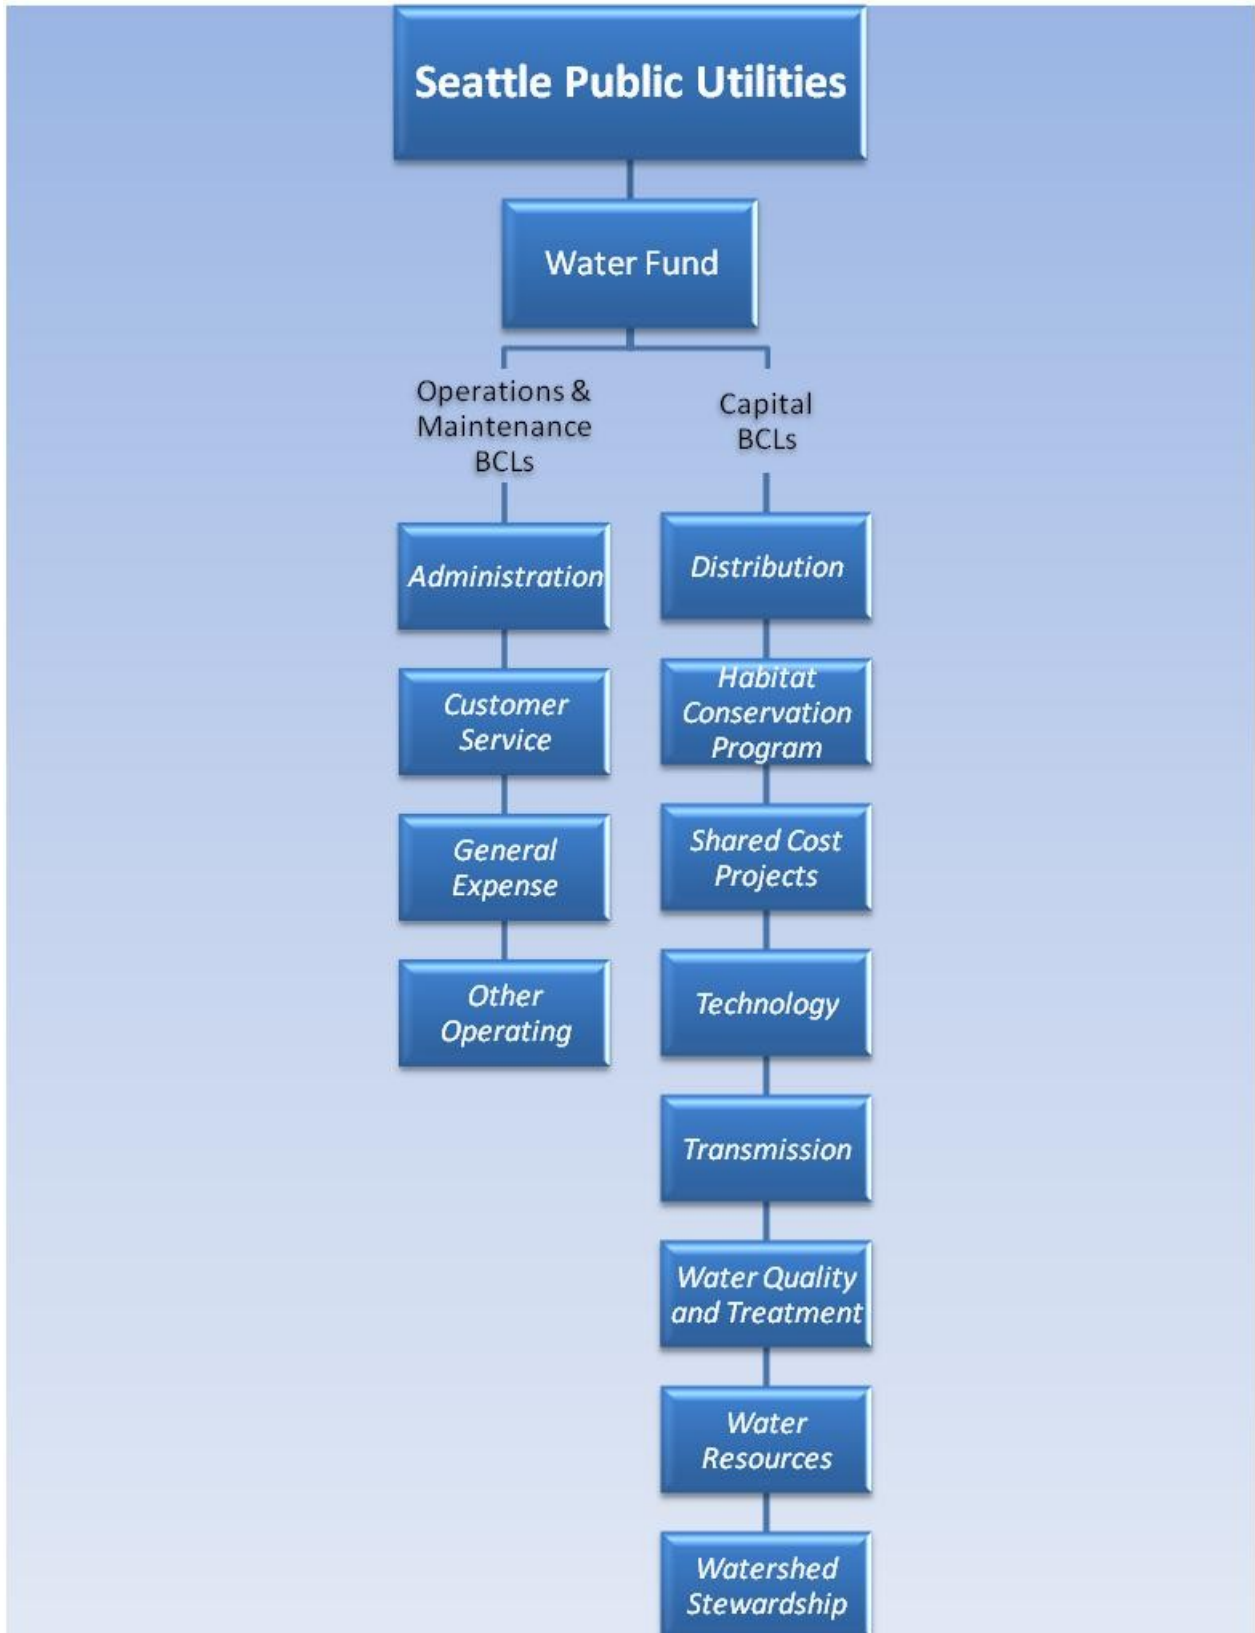 Seattle Public Utilities
Water Fund
Operations &
Maintenance
BCLs
Administration
Customer
Service
General
Expense
Other
Operating
Capital
BCLs
Distribution
Habitat
Conservation
Program
Shared Cost
Projects
Technology
Transmission
Water Quality
and Treatment
Water
Resources
Watershed
Stewardship